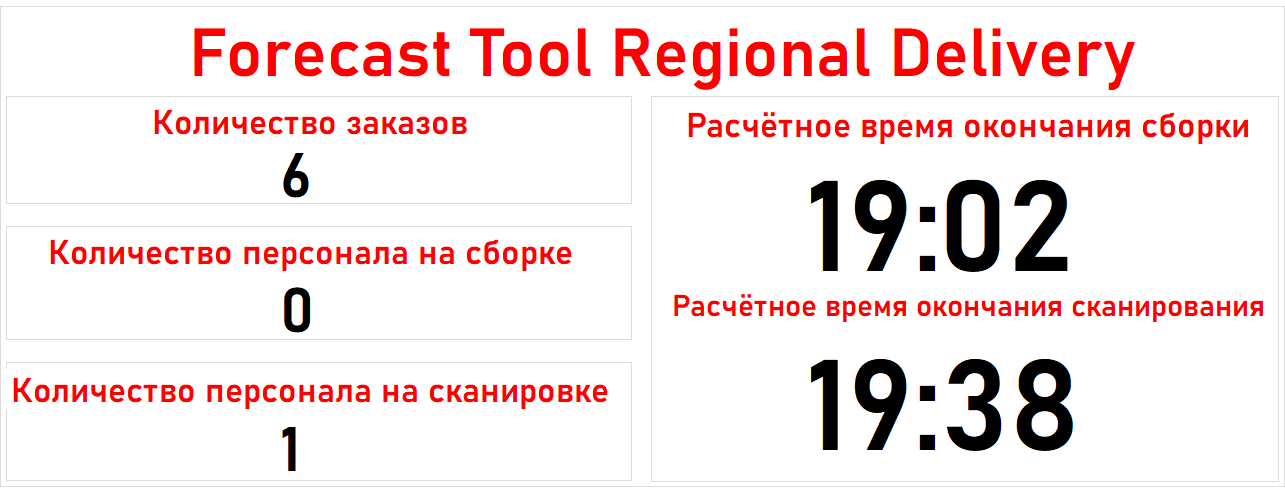 Forecast Tool Regional Delivery
Количество заказов
6
Количество персонала на сборке
0
Количество персонала на сканировке
1
Расчётное время окончания сборки
19:02
Расчётное время окончания сканирования
19:38